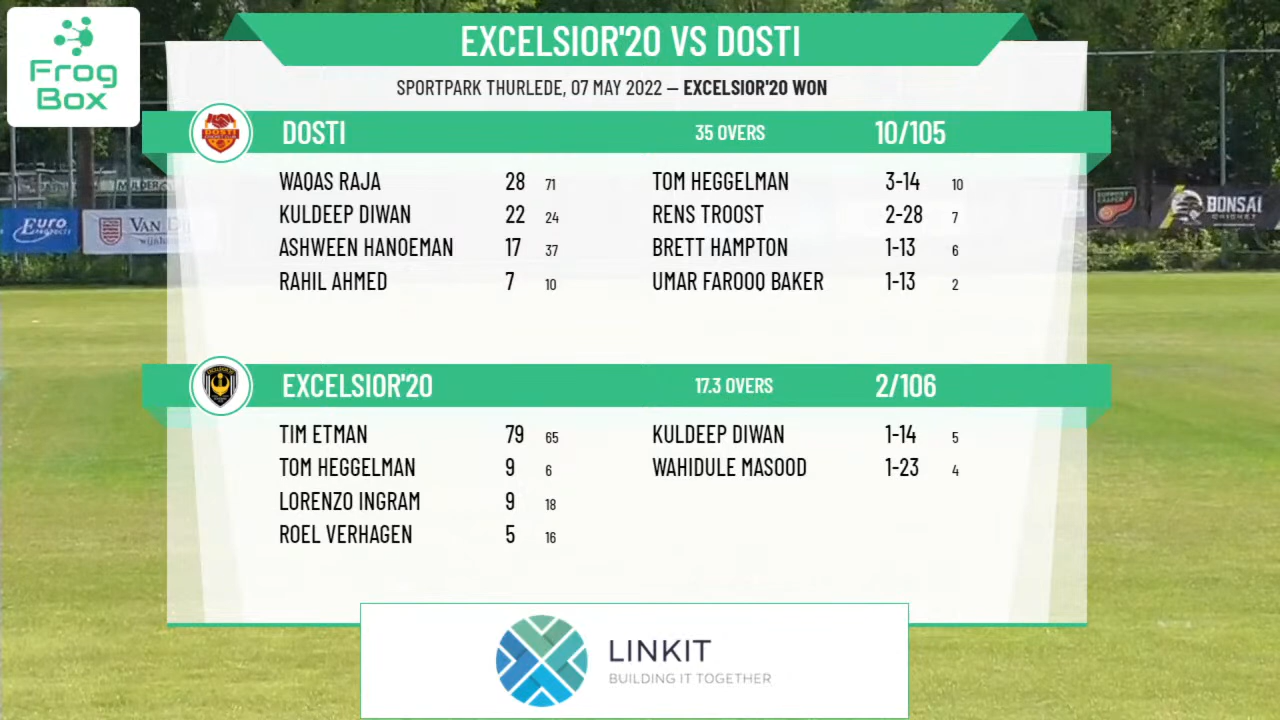 Frog
Box
EXCELSIOR'20 VS DOSTI
SPORTPARK THURLEDE, 07 MAY 2022 – EXCELSIOR'20 WON
DOSTI 35 OVERS 10/105
WAQAS RAJA 28 71 TOM HEGGELMAN 3-14 10
KULDEEP DIWAN 22 24 RENS TROOST 2-28 7
ASHWEEN HANOEMAN 17 37 BRETT HAMPTON 1-13 6
RAHIL AHMED 7 10 UMAR FAROOQ BAKER 1-13 2
EXCELSIOR'20 17.3 OVERS 2/106
TIM ETMAN 79 65 KULDEEP DIWAN 1-14 5
TOM HEGGELMAN 9 6 WAHIDULE MASOOD 1-23 4
LORENZO INGRAM 9 18
ROEL VERHAGEN 5 16
LINKIT
BUILDING IT TOGETHER
EURO
VAN D
BONSAI
CRICKET